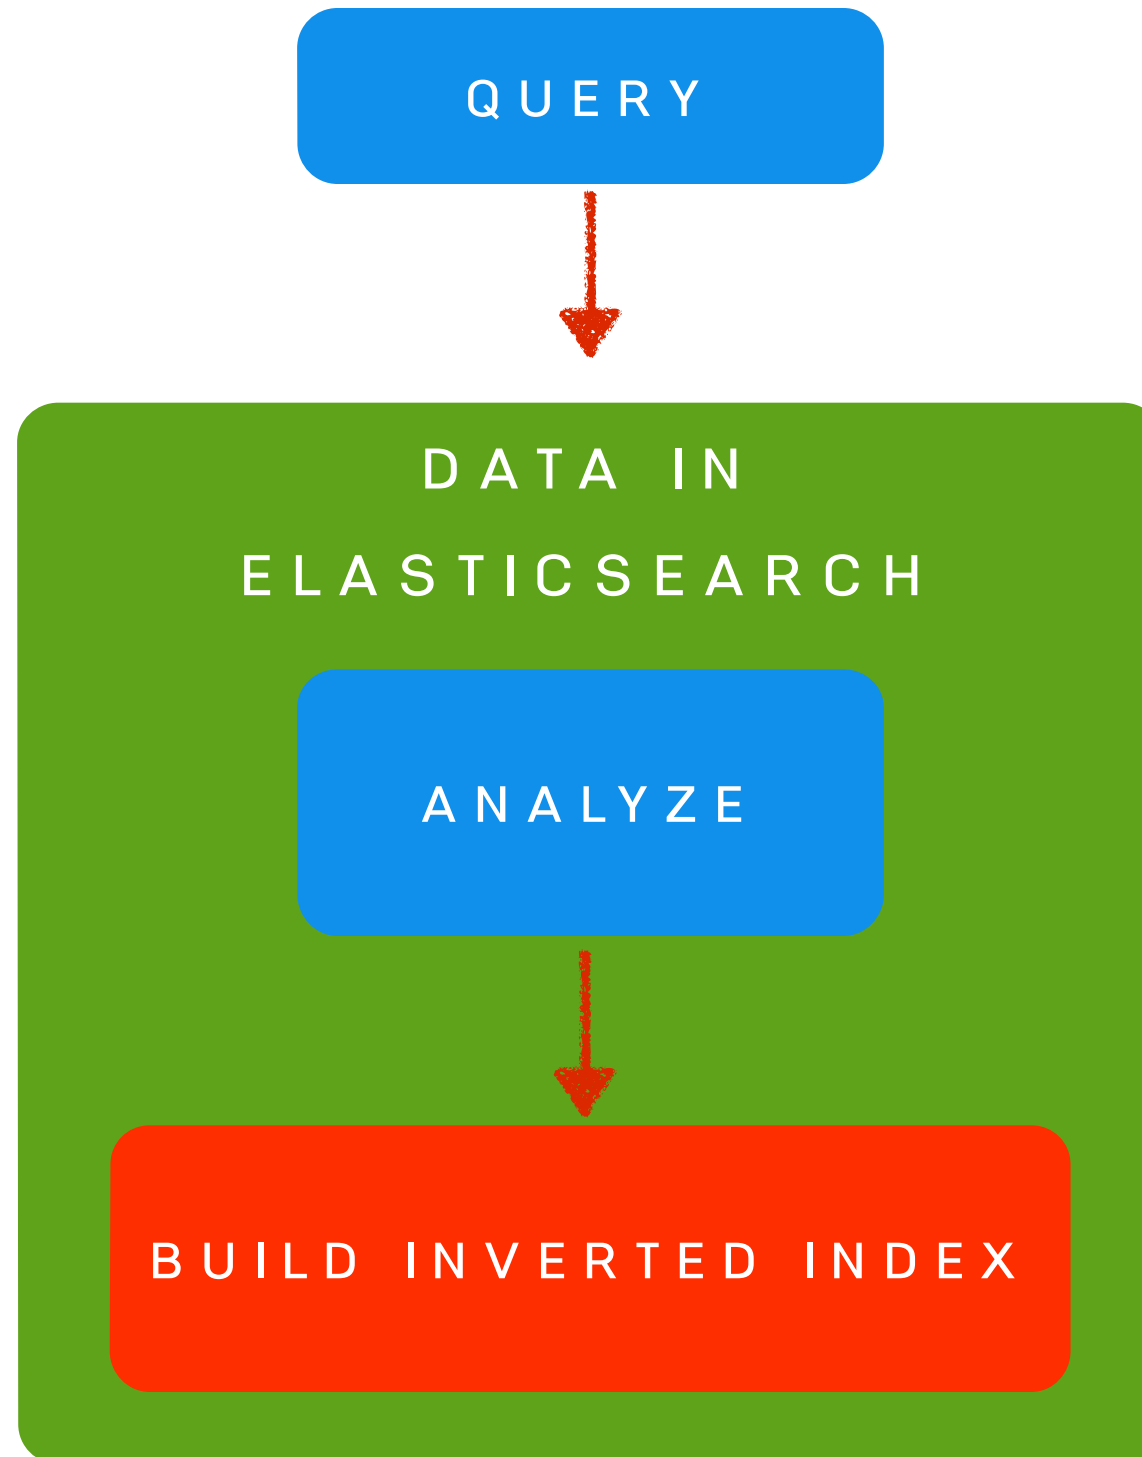 QUERY
DATA IN
ELASTICSEARCH
ANALYZE
BUILD INVERTED INDEX